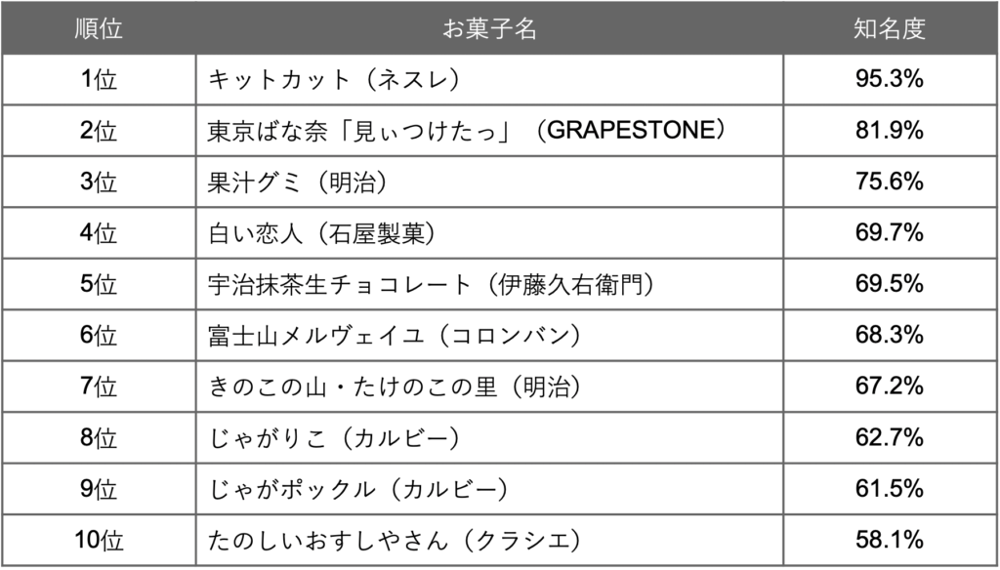 順位 お菓子名 知名度
1位 キットカット（ネスレ） 95.3%
2位 東京ばな奈「見ぃつけたっ」（GRAPESTONE） 81.9%
3位 果汁グミ（明治） 75.6%
4位 白い恋人（石屋製菓） 69.7%
5位 宇治抹茶生チョコレート（伊藤久右衛門） 69.5%
6位 富士山メルヴェイユ（コロンバン） 68.3%
7位 きのこの山・たけのこの里（明治） 67.2%
8位 じゃがりこ（カルビー） 62.7%
9位 じゃがポックル（カルビー） 61.5%
10位 たのしいおすしやさん（クラシエ） 58.1%